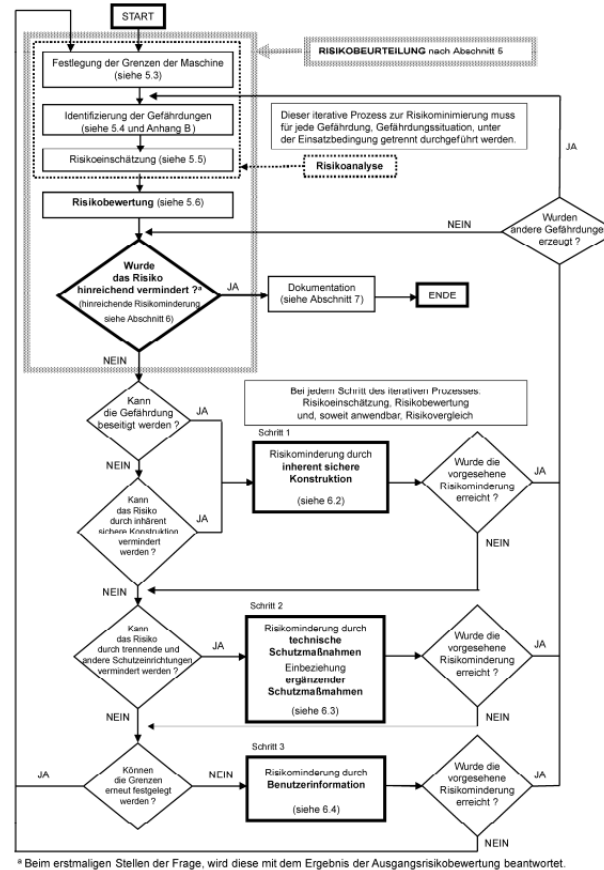 START
RISIKOBEURTEILUNG nach Abschnitt 5
Festlegung der Grenzen der Maschine
(siehe 5.3)
Identifizierung der Gefährdungen
(siehe 5.4 und Anhang B)
Risikoeinschätzung (siehe 5.5)
Dieser iterative Prozess zur Risikominimierung muss
für jede Gefährdung, Gefährdungssituation, unter
der Einsatzbedingung getrennt durchgeführt werden.
JA
Risikoanalyse
Risikobewertung (siehe 5.6)
NEIN
Wurden
andere Gefährdunge
erzeugt ?
Wurde
das Risiko
hinreichend vermindert ?ª
(hinreichende Risikominderung,
siehe Abschnitt 6)
JA
Dokumentation
(siehe Abschnitt 7)
ENDE
NEIN
Kann
die Gefährdung
beseitigt werden ?
JA
Bei jedem Schritt des iterativen Prozesses:
Risikoeinschätzung, Risikobewertung
und, soweit anwendbar, Risikovergleich
Schritt 1
Risikominderung durch
inherent sichere
Konstruktion
(siehe 6.2)
Wurde die
vorgesehene
Risikominderung
erreicht ?
JA
NEIN
NEIN
Kann
das Risiko
durch inhärent
sichere Konstruktion
vermindert
werden ?
JA
NEIN
Kann
das Risiko
durch trennende und
andere Schutzeinrichtungen
vermindert werden ?
JA
Schritt 2
Risikominderung durch
technische
Schutzmaßnahmen
Einbeziehung
ergänzender
Schutzmaßmahmen
(siehe 6.3)
Wurde die
vorgesehene
Risikominderung
erreicht ?
JA
NEIN
NEIN
JA
Können
die Grenzen
erneut festgelegt
werden ?
NEIN
Schritt 3
Risikominderung durch
Benutzerinformation
(siehe 6.4)
Wurde die
vorgesehene
Risikominderung
erreicht ?
JA
NEIN
ª Beim erstmaligen Stellen der Frage, wird diese mit dem Ergebnis der Ausgangsrisikobewertung beantwortet.